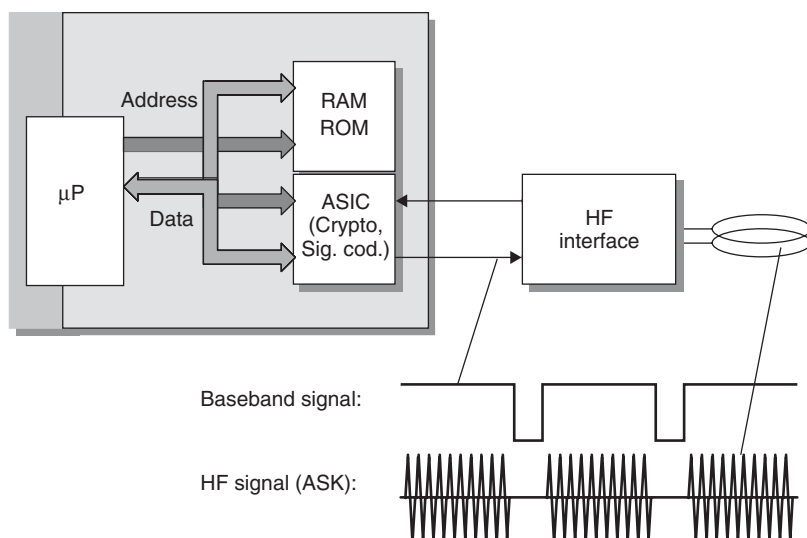 Address
RAM
ROM
μP
Data
ASIC
(Crypto,
Sig. cod.)
HF
interface
Baseband signal:
HF signal (ASK):